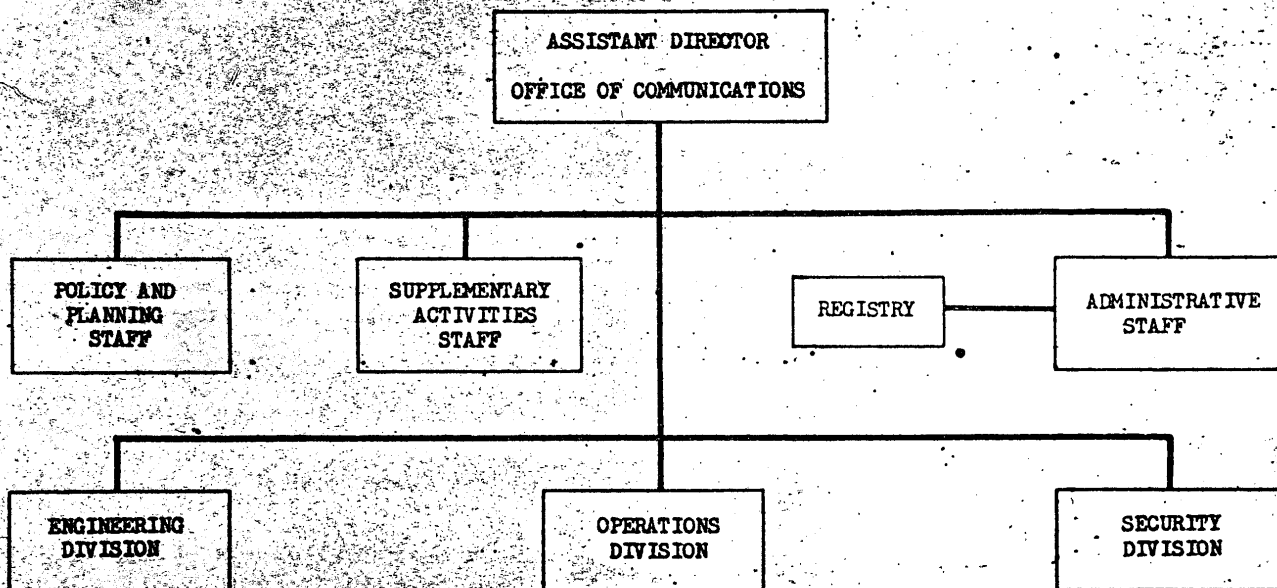 ASSISTANT DIRECTOR
OFFICE OF COMMUNICATIONS
POLICY AND
PLANNING
STAFF
SUPPLEMENTARY
ACTIVITIES
STAFF
REGISTRY
ADMINISTRATIVE
STAFF
ENGINEERING
DIVISION
OPERATIONS
DIVISION
SECURITY
DIVISION